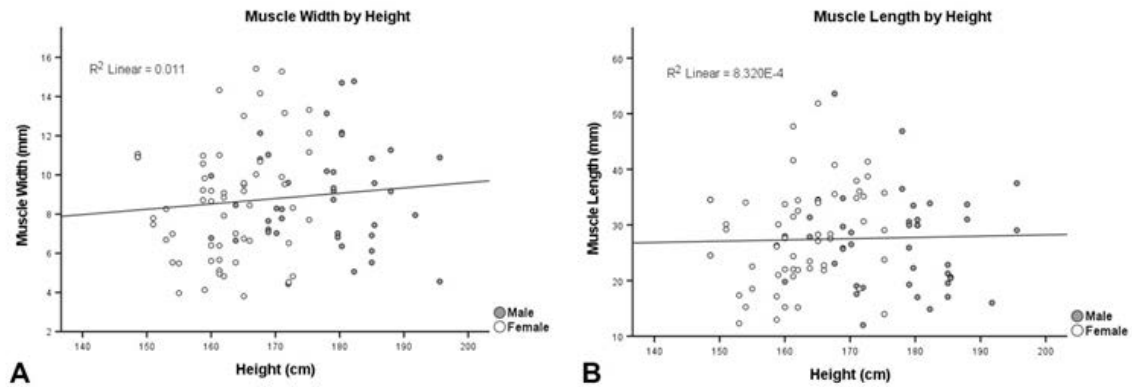 Muscle Width by Height
R² Linear = 0.011
16
14
12
10
8
6
4
2
Muscle Width (mm)
140 150 160 170 180 190 200
Height (cm)
Male
Female
A
Muscle Length by Height
R² Linear = 8.320E-4
60
50
40
30
20
10
Muscle Length (mm)
140 150 160 170 180 190 200
Height (cm)
Male
Female
B